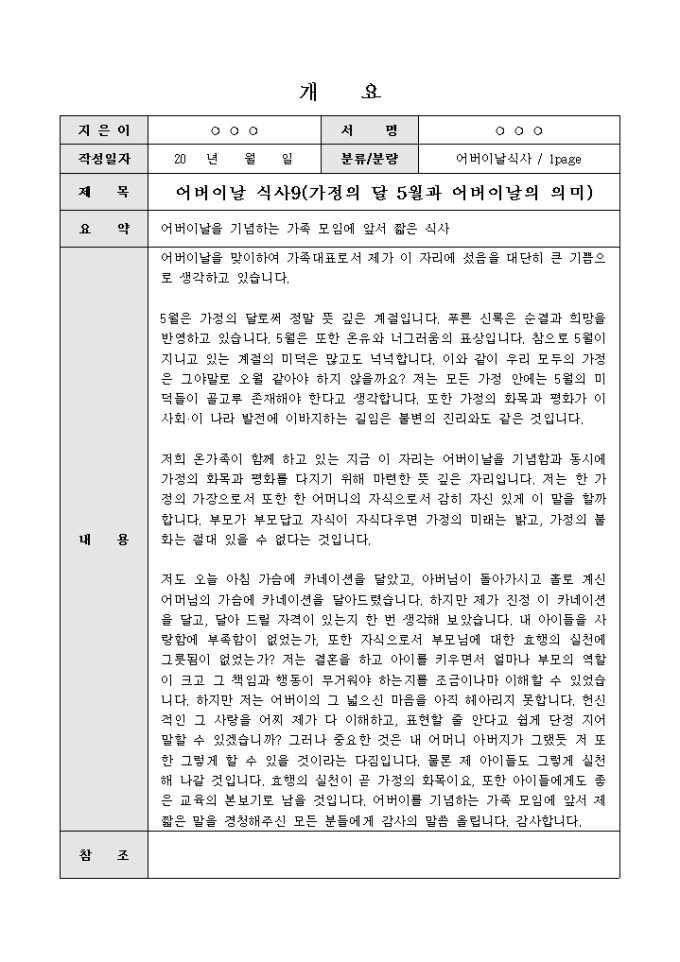 개 요
지 은 이 ○ ○ ○ 서 명 ○ ○ ○
작성일자 20 년 월 일 분류/분량 어버이날식사 / 1page
제 목 어버이날 식사9(가정의 달 5월과 어버이날의 의미)
요 약 어버이날을 기념하는 가족 모임에 앞서 짧은 식사
내 용
어버이날을 맞이하여 가족대표로서 제가 이 자리에 섰음을 대단히 큰 기쁨으
로 생각하고 있습니다.
5월은 가정의 달로써 정말 뜻 깊은 계절입니다. 푸른 신록은 순결과 희망을
반영하고 있습니다. 5월은 또한 온유와 너그러움의 표상입니다. 참으로 5월이
지니고 있는 계절의 미덕은 많고도 넉넉합니다. 이와 같이 우리 모두의 가정
은 그야말로 오월 같아야 하지 않을까요? 저는 모든 가정 안에는 5월의 미
덕들이 골고루 존재해야 한다고 생각합니다. 또한 가정의 화목과 평화가 이
사회·이 나라 발전에 이바지하는 길임은 불변의 진리와도 같은 것입니다.
저희 온가족이 함께 하고 있는 지금 이 자리는 어버이날을 기념함과 동시에
가정의 화목과 평화를 다지기 위해 마련한 뜻 깊은 자리입니다. 저는 한 가
정의 가장으로서 또한 한 어머니의 자식으로서 감히 자신 있게 이 말을 할까
합니다. 부모가 부모답고 자식이 자식다우면 가정의 미래는 밝고, 가정의 불
화는 절대 있을 수 없다는 것입니다.
저도 오늘 아침 가슴에 카네이션을 달았고, 아버님이 돌아가시고 홀로 계신
어머님의 가슴에 카네이션을 달아드렸습니다. 하지만 제가 진정 이 카네이션
을 달고, 달아 드릴 자격이 있는지 한 번 생각해 보았습니다. 내 아이들을 사
랑함에 부족함이 없었는가, 또한 자식으로서 부모님에 대한 효행의 실천에
그릇됨이 없었는가? 저는 결혼을 하고 아이를 키우면서 얼마나 부모의 역할
이 크고 그 책임과 행동이 무거워야 하는지를 조금이나마 이해할 수 있었습
니다. 하지만 저는 어버이의 그 넓으신 마음을 아직 헤아리지 못합니다. 헌신
적인 그 사랑을 어찌 제가 다 이해하고, 표현할 줄 안다고 쉽게 단정 지어
말할 수 있겠습니까? 그러나 중요한 것은 내 어머니 아버지가 그랬듯 저 또
한 그렇게 할 수 있을 것이라는 다짐입니다. 물론 제 아이들도 그렇게 실천
해 나갈 것입니다. 효행의 실천이 곧 가정의 화목이요, 또한 아이들에게도 좋
은 교육의 본보기로 남을 것입니다. 어버이를 기념하는 가족 모임에 앞서 제
짧은 말을 경청해주신 모든 분들에게 감사의 말씀 올립니다. 감사합니다.
참 조